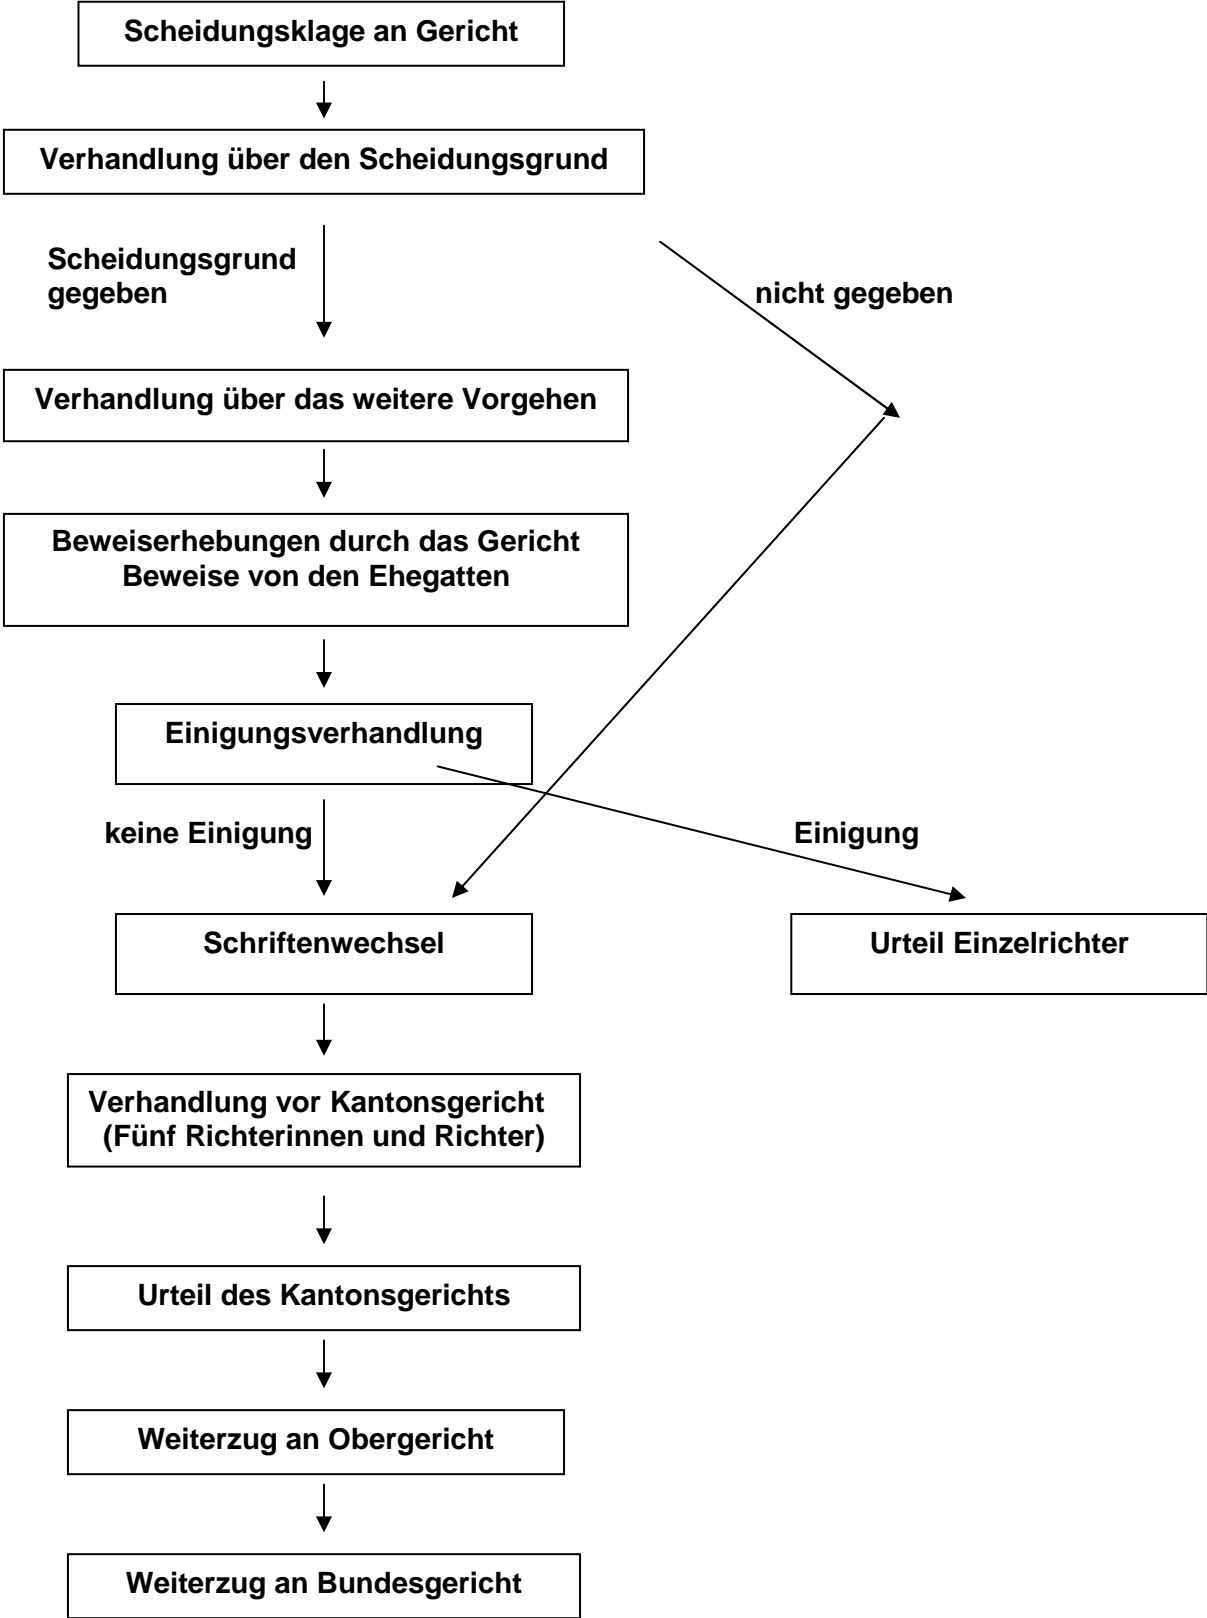 Scheidungsklage an Gericht
Verhandlung über den Scheidungsgrund
Scheidungsgrund
gegeben
nicht gegeben
Verhandlung über das weitere Vorgehen
Beweiserhebungen durch das Gericht
Beweise von den Ehegatten
Einigungsverhandlung
keine Einigung
Einigung
Schriftenwechsel
Urteil Einzelrichter
Verhandlung vor Kantonsgericht
(Fünf Richterinnen und Richter)
Urteil des Kantonsgerichts
Weiterzug an Obergericht
Weiterzug an Bundesgericht